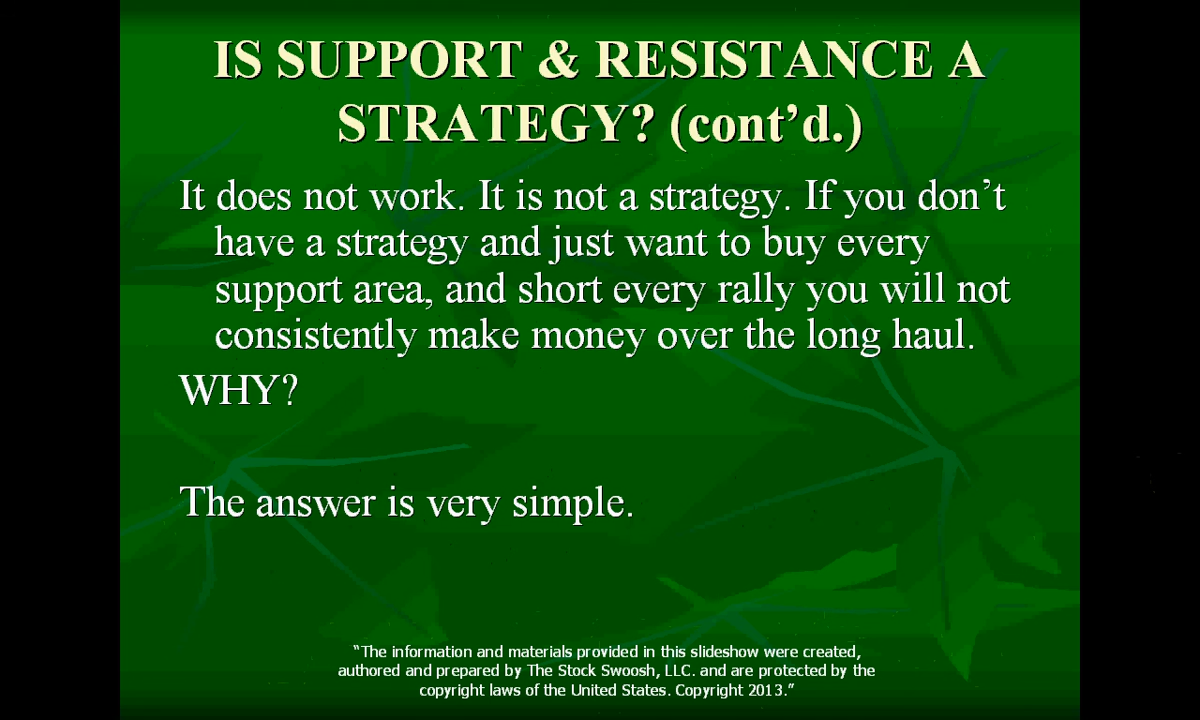 IS SUPPORT & RESISTANCE A
STRATEGY? (cont’d.)
It does not work. It is not a strategy. If you don’t
have a strategy and just want to buy every
support area, and short every rally you will not
consistently make money over the long haul.
WHY?
The answer is very simple.
“The information and materials provided in this slideshow were created,
authored and prepared by The Stock Swoosh, LLC. and are protected by the
copyright laws of the United States. Copyright 2013.”